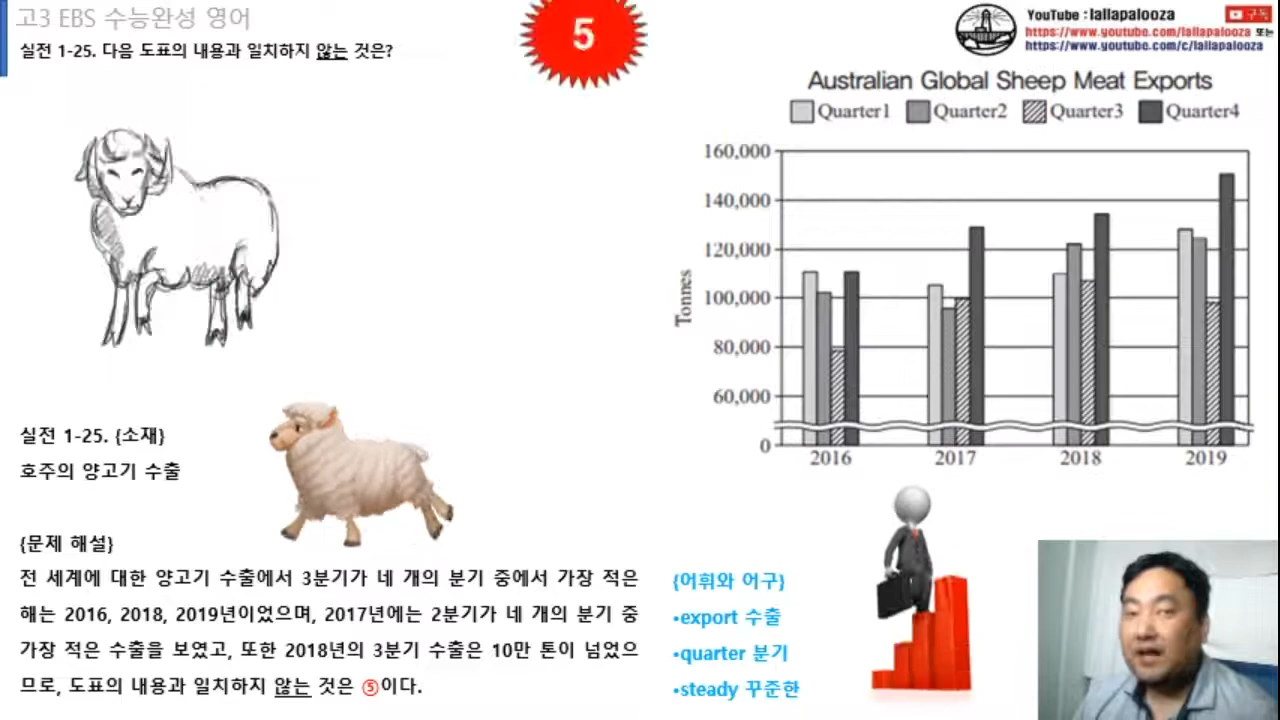 고3 EBS 수능완성 영어
실전 1-25. 다음 도표의 내용과 일치하지 않는 것은?
5
YouTube : lallapalooza
구독
https://www.youtube.com/lallapalooza 또는
https://www.youtube.com/c/lallapalooza
Australian Global Sheep Meat Exports
Quarter1 Quarter2 Quarter3 Quarter4
Tonnes
160,000
140,000
120,000
100,000
80,000
60,000
0
2016 2017 2018 2019
실전 1-25. {소재}
호주의 양고기 수출
{문제 해설}
전 세계에 대한 양고기 수출에서 3분기가 네 개의 분기 중에서 가장 적은
해는 2016, 2018, 2019년이었으며, 2017년에는 2분기가 네 개의 분기 중
가장 적은 수출을 보였고, 또한 2018년의 3분기 수출은 10만 톤이 넘었으
므로, 도표의 내용과 일치하지 않는 것은 ⑤이다.
{어휘와 어구}
•export 수출
•quarter 분기
•steady 꾸준한